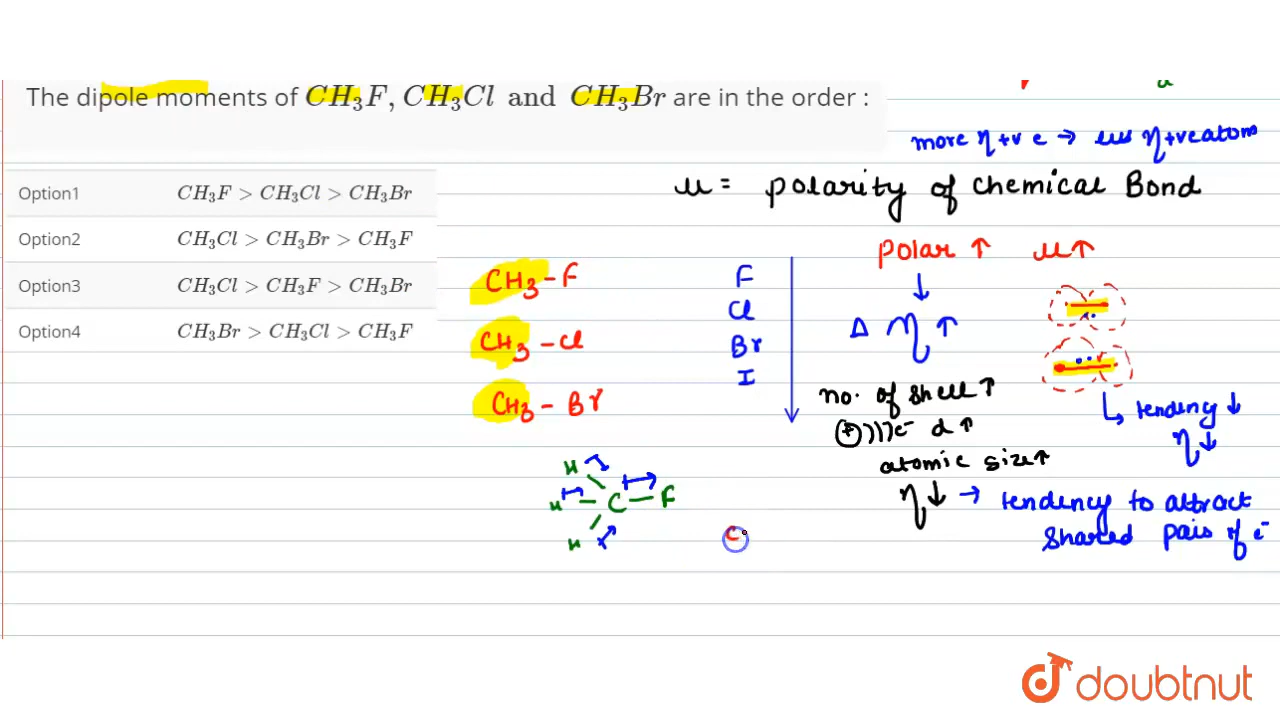 The dipole moments of CH₃F, CH₃Cl and CH₃Br are in the order :
more η+v e → less η+ve atom
μ = polarity of Chemical Bond
Option1 CH₃F > CH₃Cl > CH₃Br
Option2 CH₃Cl > CH₃Br > CH₃F
Option3 CH₃Cl > CH₃F > CH₃Br
Option4 CH₃Br > CH₃Cl > CH₃F
CH₃-F
CH₃-Cl
CH₃-Br
F
Cl
Br
I
Polar ↑ μ↑
↓
Δ η ↑
no. of shell ↑
(+))))e⁻ d↑
atomic size↑
η↓ → tendency to attract
shared pais of e⁻
tendency ↓
η↓
H
H - C - F
H
C
doubtnut